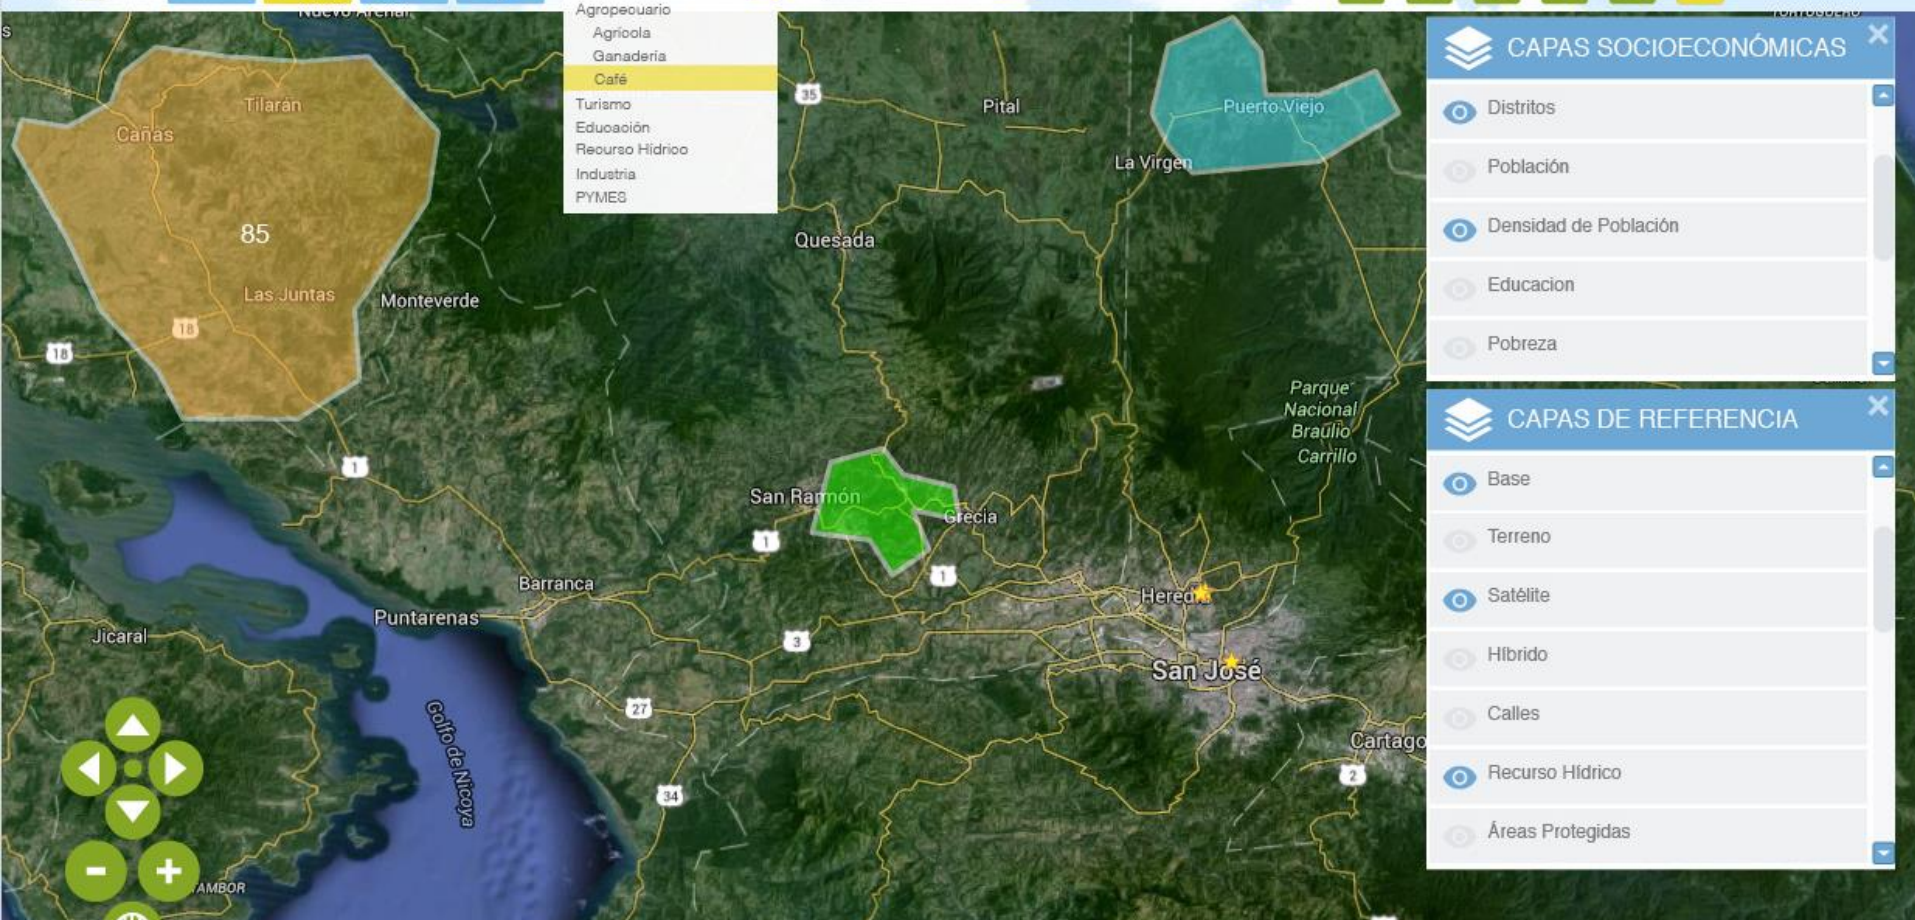 Nuevo Arenal
TORTUGUERO
Agropecuario
Agrícola
Ganadería
Café
Turismo
Educación
Recurso Hídrico
Industria
PYMES
Tilarán
Cañas
85
Las Juntas
18
18
Monteverde
35
Pital
Puerto Viejo
La Virgen
Quesada
Parque
Nacional
Braulio
Carrillo
1
San Ramón
Grecia
1
1
Barranca
Puntarenas
Jicaral
Heredia
3
San José
27
Golfo de Nicoya
34
Cartago
2
TAMBOR
-
+
CAPAS SOCIOECONÓMICAS
Distritos
Población
Densidad de Población
Educacion
Pobreza
CAPAS DE REFERENCIA
Base
Terreno
Satélite
Híbrido
Calles
Recurso Hídrico
Áreas Protegidas